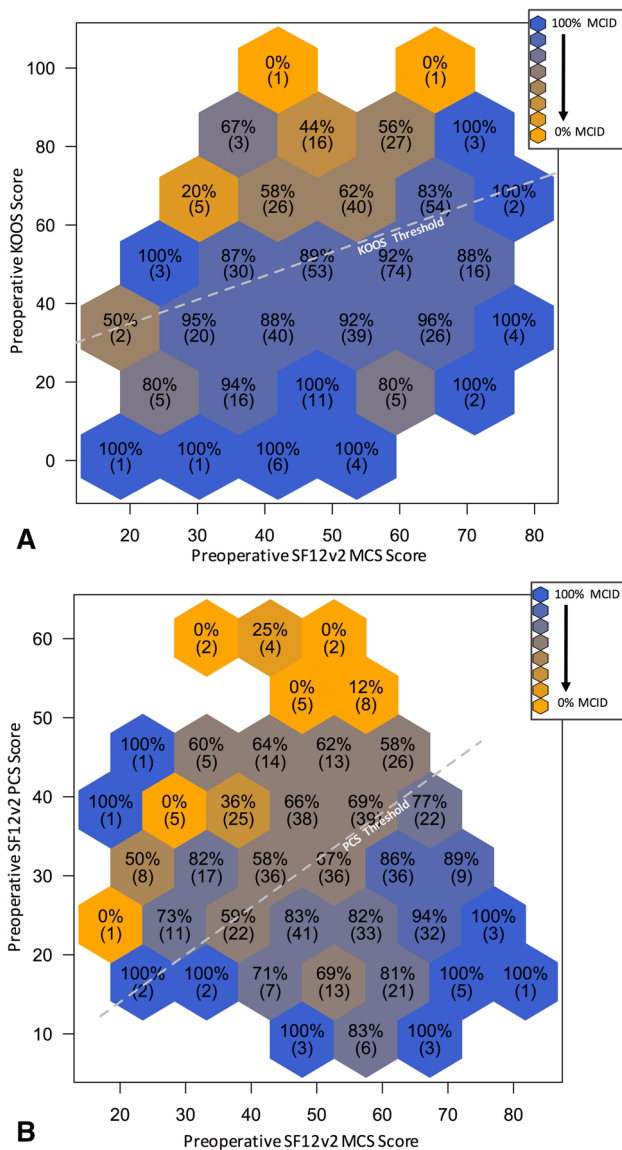 100% MCID
0% MCID
Preoperative KOOS Score
100
80
60
40
20
0
0% 0%
(1) (1)
67% 44% 56% 100%
(3) (16) (27) (3)
20% 58% 62% 83% 100%
(5) (26) (40) (54) (2)
KOOS Threshold
100% 87% 89% 92% 88%
(3) (30) (53) (74) (16)
50% 95% 88% 92% 96% 100%
(2) (20) (40) (39) (26) (4)
80% 94% 100% 80% 100%
(5) (16) (11) (5) (2)
100% 100% 100% 100%
(1) (1) (6) (4)
20 30 40 50 60 70 80
A
Preoperative SF12v2 MCS Score
100% MCID
0% MCID
Preoperative SF12v2 PCS Score
60
50
40
30
20
10
0% 25% 0%
(2) (4) (2)
0% 12%
(5) (8)
100% 60% 64% 62% 58%
(1) (5) (14) (13) (26)
100% 0% 36% 66% 69% 77%
(1) (5) (25) (38) (39) (22)
PCS Threshold
50% 82% 58% 67% 86% 89%
(8) (17) (36) (36) (36) (9)
0% 73% 59% 83% 82% 94% 100%
(1) (11) (22) (41) (33) (32) (3)
100% 100% 71% 69% 81% 100% 100%
(2) (2) (7) (13) (21) (5) (1)
100% 83% 100%
(3) (6) (3)
20 30 40 50 60 70 80
B
Preoperative SF12v2 MCS Score